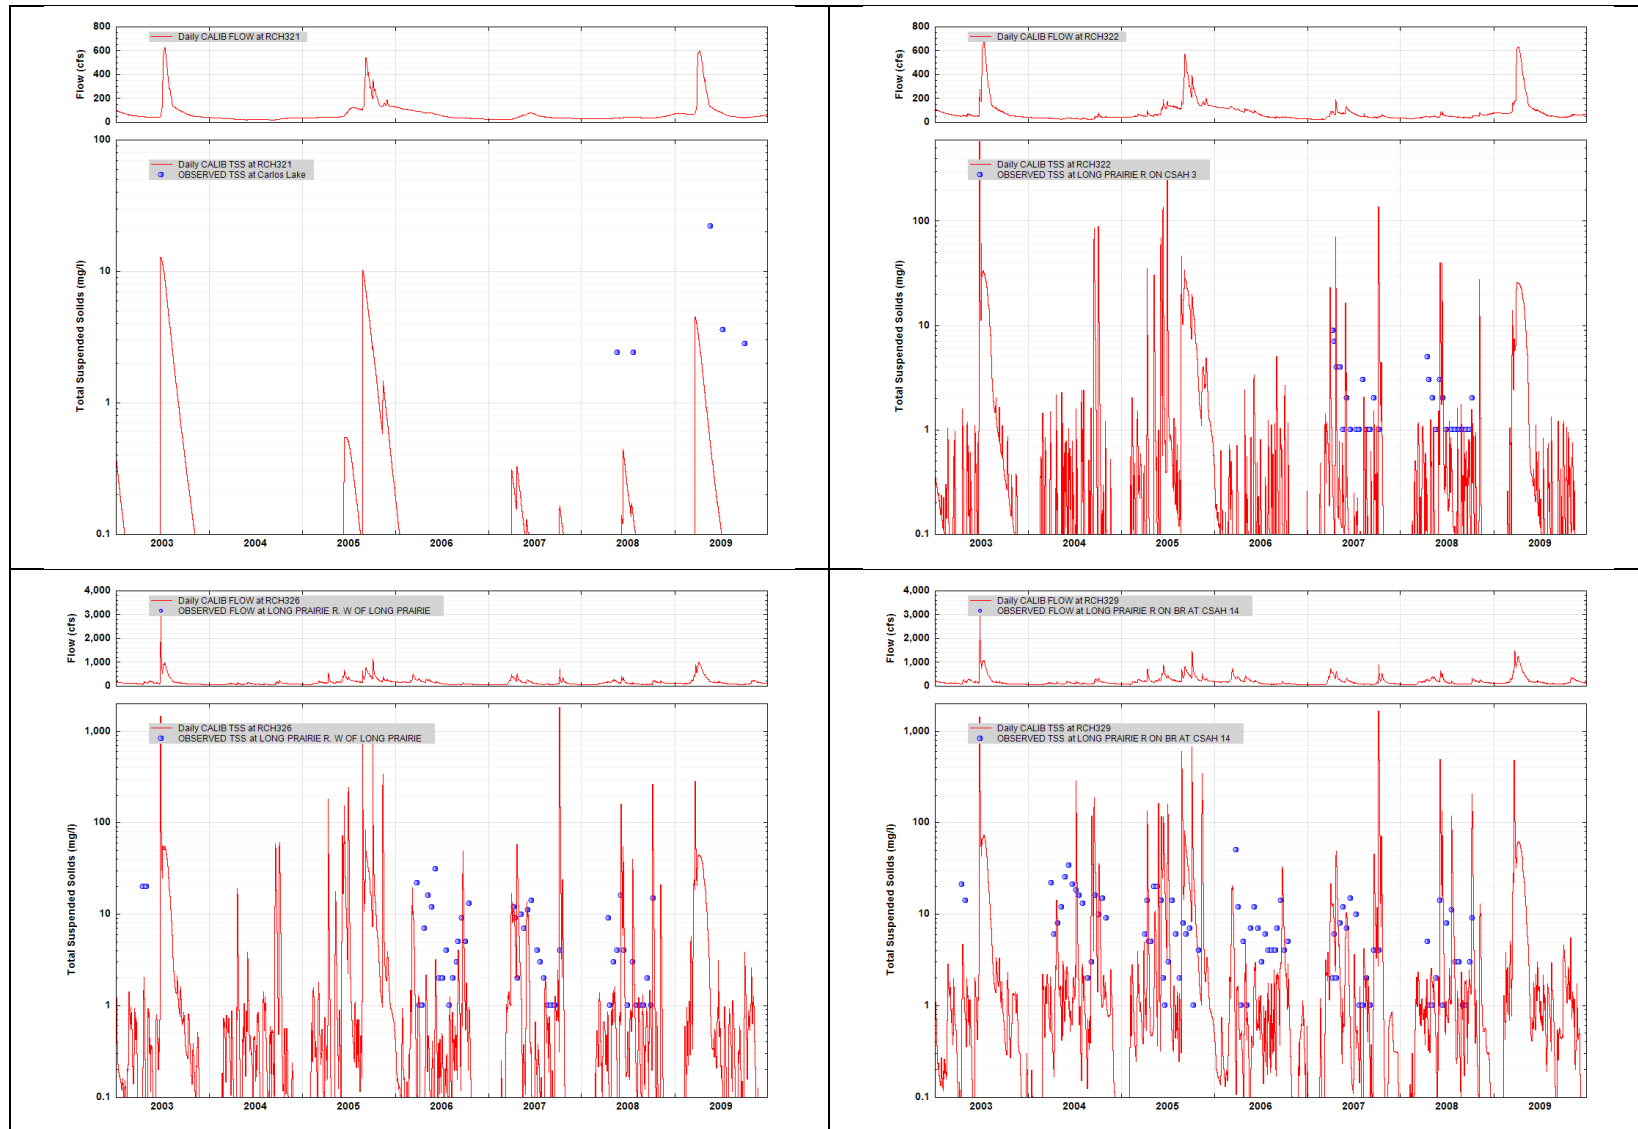 800
600
400
200
0
Flow (cfs)
Daily CALIB FLOW at RCH321
100
10
1
0.1
Total Suspended Solids (mg/l)
Daily CALIB TSS at RCH321
OBSERVED TSS at Carlos Lake
2003 2004 2005 2006 2007 2008 2009
800
600
400
200
0
Flow (cfs)
Daily CALIB FLOW at RCH322
100
10
1
0.1
Total Suspended Solids (mg/l)
Daily CALIB TSS at RCH322
OBSERVED TSS at LONG PRAIRIE R ON CSAH 3
2003 2004 2005 2006 2007 2008 2009
4,000
3,000
2,000
1,000
0
Flow (cfs)
Daily CALIB FLOW at RCH326
OBSERVED FLOW at LONG PRAIRIE R. W OF LONG PRAIRIE
1,000
100
10
1
0.1
Total Suspended Solids (mg/l)
Daily CALIB TSS at RCH326
OBSERVED TSS at LONG PRAIRIE R. W OF LONG PRAIRIE
2003 2004 2005 2006 2007 2008 2009
4,000
3,000
2,000
1,000
0
Flow (cfs)
Daily CALIB FLOW at RCH329
OBSERVED FLOW at LONG PRAIRIE R ON BR AT CSAH 14
1,000
100
10
1
0.1
Total Suspended Solids (mg/l)
Daily CALIB TSS at RCH329
OBSERVED TSS at LONG PRAIRIE R ON BR AT CSAH 14
2003 2004 2005 2006 2007 2008 2009